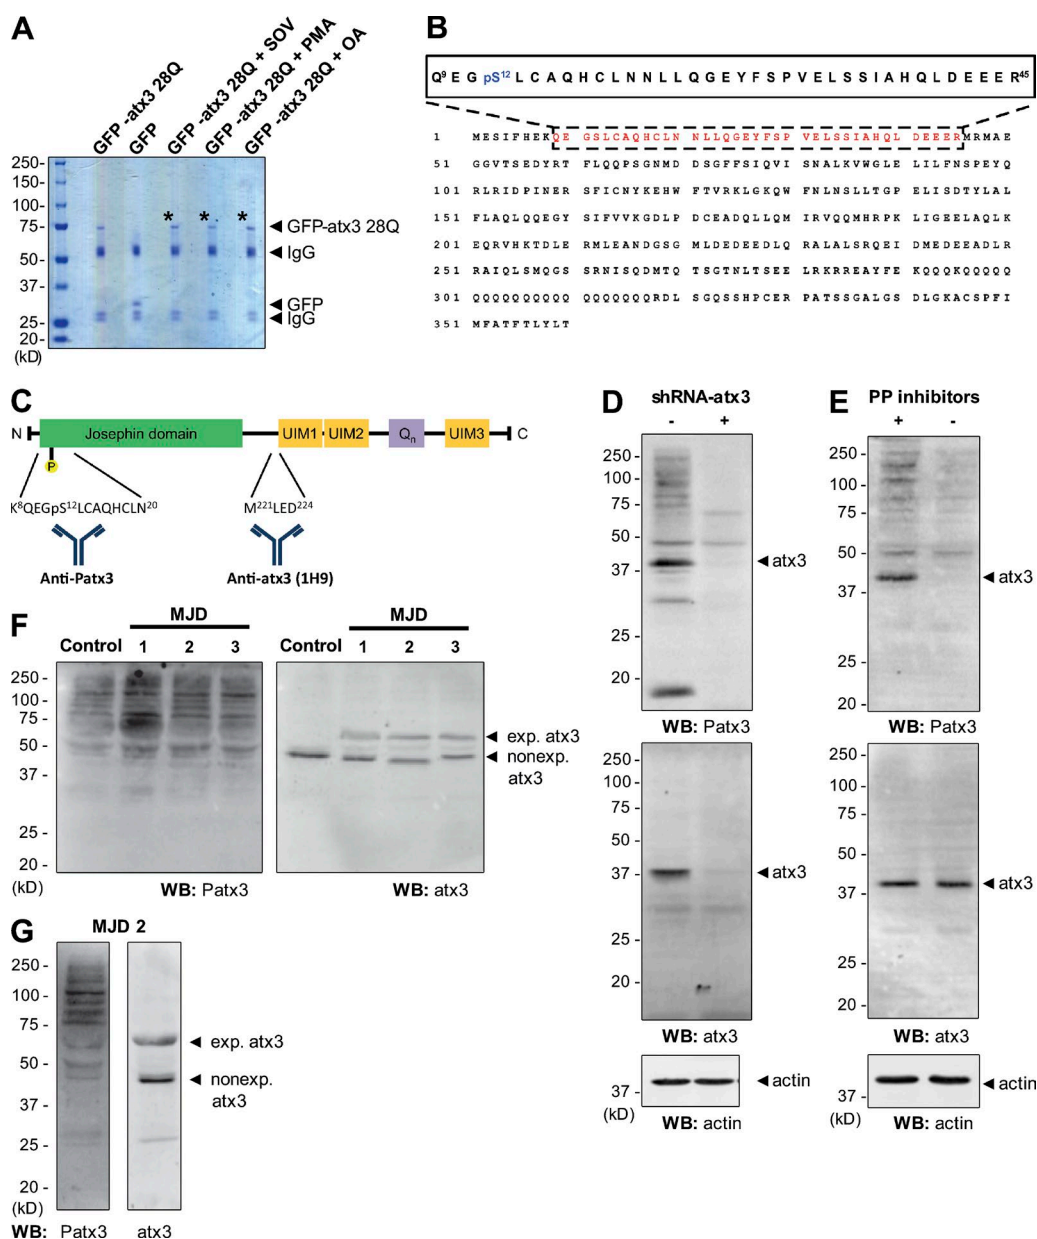 A
GFP-atx3 28Q
GFP
GFP-atx3 28Q + SOV
GFP-atx3 28Q + PMA
GFP-atx3 28Q + OA
250-
150-
100-
75-
50-
37-
25-
20-
(kD)
* * *
GFP-atx3 28Q
IgG
GFP
IgG
B
Q⁹ E G pS¹² L C A Q H C L N N L L Q G E Y F S P V E L S S I A H Q L D E E E R⁴⁵
1 MESIFHEKQE GSLCAQHCLN NLLQGEYFSP VELSSIAHQL DEEERMRMAE
51 GGVTSEDYRT FLQQPSGNMD DSGFFSIQVI SNALKVWGLE LILFNSPEYQ
101 LRIDPINERS FICNYKEHWF TVRKLGKQWF NLNSLLTGPE LISDTYLAL
151 FLAQLQQEGY SIFVVKGDLP DCEADQLLQM IRVQQMHRPK LIGEELAQLK
201 EQRVHKTDLE RMLEANDGSG MLDEDEEDLQ RALALSRQEI DMEDEEADLR
251 RAIQLSMQGS SRNISQDMTQ TSGTNLTSEE LRKRREAYFE KQQQKQQQQQ
301 QQQQQQQQQQ QQQQQQQRDL SGQSSHPCER PATSSGALGS DLGKACSPFI
351 MFATFTLYLT
C
N Josephin domain UIM1 UIM2 Qn UIM3 C
P
K⁸QEGpS¹²LCAQHCLN²⁰ M²²¹LED²²⁴
Anti-Patx3 Anti-atx3 (1H9)
D
shRNA-atx3
- +
250 -
150 -
100 -
75 -
50 -
37 -
25 -
20 -
atx3
WB: Patx3
250 -
150 -
100 -
75 -
50 -
37 -
25 -
20 -
atx3
WB: atx3
37 -
(kD)
actin
WB: actin
E
PP inhibitors
+ -
250 -
100 -
75 -
50 -
37 -
25 -
20 -
atx3
WB: Patx3
250 -
150 -
100 -
75 -
50 -
37 -
25 -
20 -
atx3
WB: atx3
37 -
(kD)
actin
WB: actin
F
MJD MJD
Control 1 2 3 Control 1 2 3
250 -
100 -
75 -
50 -
37 -
25 -
20 -
(kD)
exp. atx3
nonexp.
atx3
WB: Patx3 WB: atx3
G
MJD 2
250 -
100 -
75 -
50 -
37 -
25 -
20 -
(kD)
exp. atx3
nonexp.
atx3
WB: Patx3 atx3